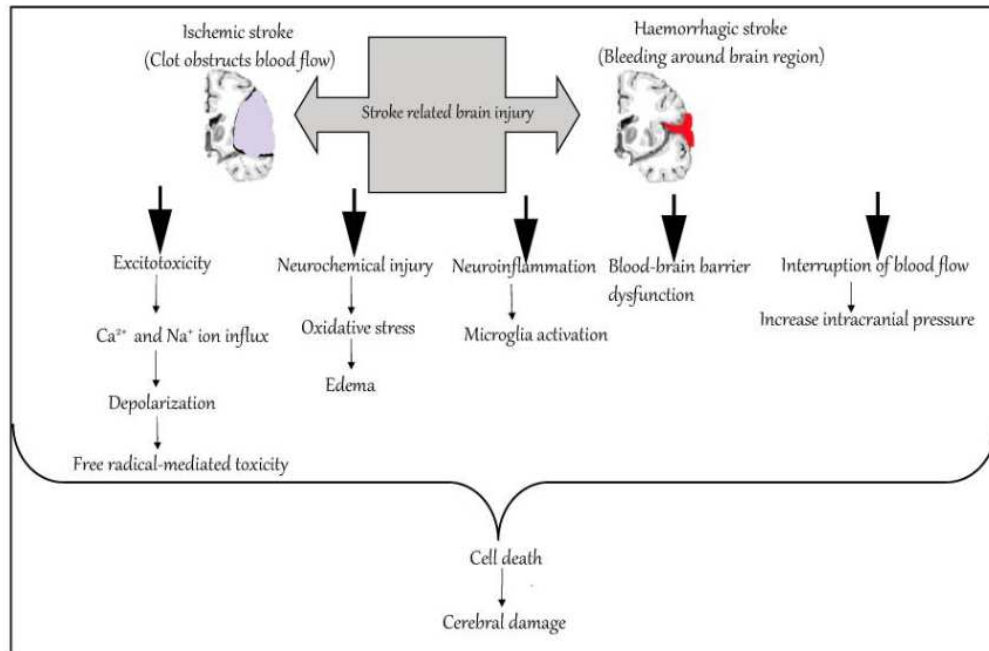 Ischemic stroke
(Clot obstructs blood flow)
Haemorrhagic stroke
(Bleeding around brain region)
Stroke related brain injury
Excitotoxicity
Ca²⁺ and Na⁺ ion influx
Depolarization
Free radical-mediated toxicity
Neurochemical injury
Oxidative stress
Edema
Neuroinflammation
Microglia activation
Blood-brain barrier
dysfunction
Interruption of blood flow
Increase intracranial pressure
Cell death
Cerebral damage